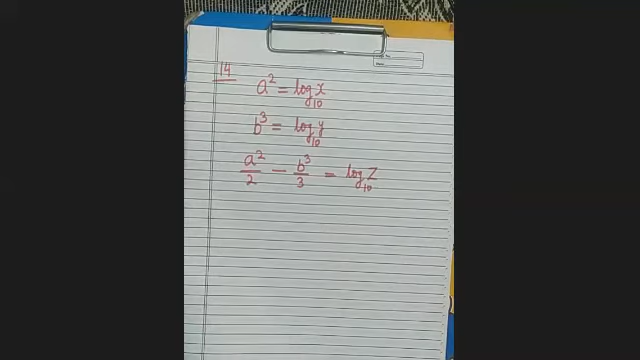 14
a² = log₁₀ x
b³ = log₁₀ y
a²/2 − b³/3 = log₁₀ Z